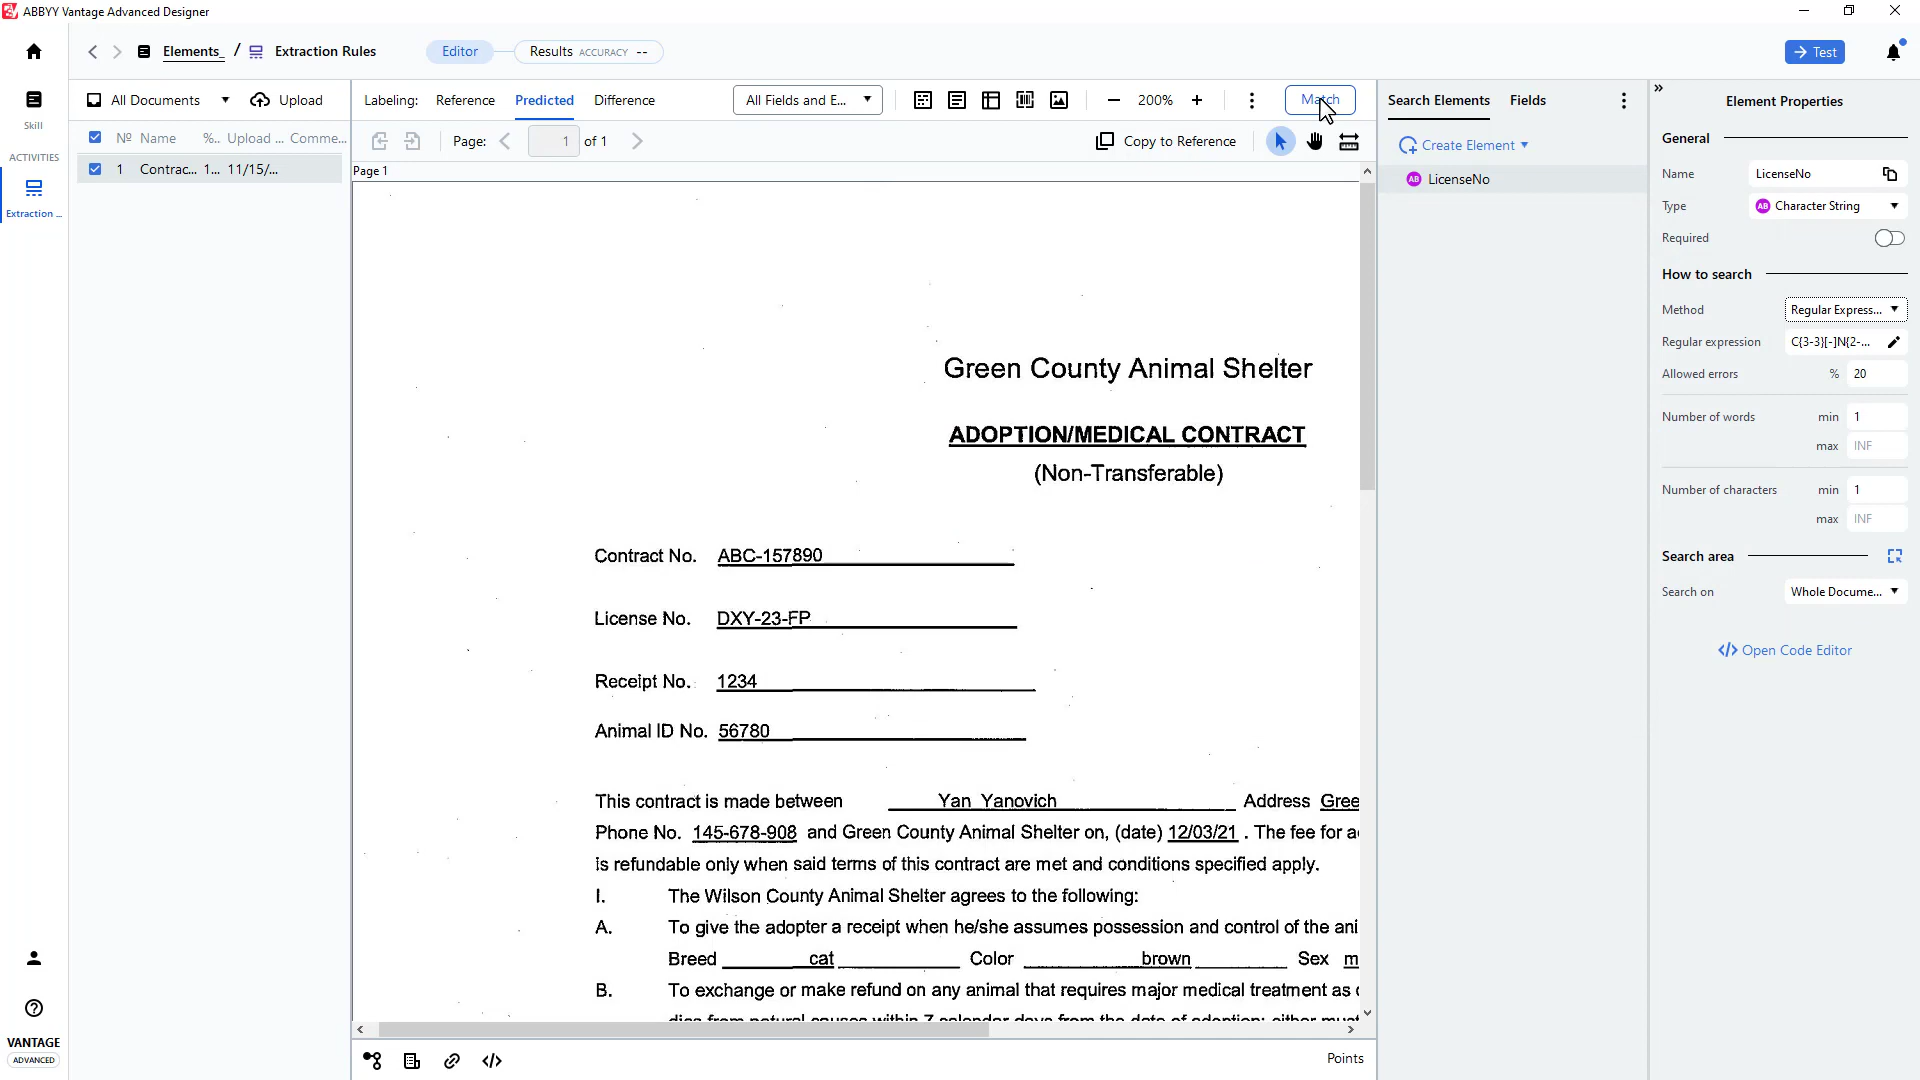 ABBYY Vantage Advanced Designer
Elements_ / Extraction Rules
Editor
Results ACCURACY --
Test
Skill
ACTIVITIES
Extraction ...
VANTAGE
ADVANCED
All Documents
Upload
Nº Name %.. Upload ... Comme...
1 Contrac... 1... 11/15/...
Labeling: Reference Predicted Difference
All Fields and E...
200%
Match
Page: 1 of 1
Copy to Reference
Page 1
Green County Animal Shelter
ADOPTION/MEDICAL CONTRACT
(Non-Transferable)
Contract No. ABC-157890
License No. DXY-23-FP
Receipt No. 1234
Animal ID No. 56780
This contract is made between Yan Yanovich Address Gree
Phone No. 145-678-908 and Green County Animal Shelter on, (date) 12/03/21 . The fee for a
is refundable only when said terms of this contract are met and conditions specified apply.
I. The Wilson County Animal Shelter agrees to the following:
A. To give the adopter a receipt when he/she assumes possession and control of the ani
Breed cat Color brown Sex m
B. To exchange or make refund on any animal that requires major medical treatment as
Points
Search Elements Fields
Create Element
AB LicenseNo
Element Properties
General
Name LicenseNo
Type AB Character String
Required
How to search
Method Regular Express...
Regular expression C{3-3}[-]N{2-...
Allowed errors % 20
Number of words min 1
max INF
Number of characters min 1
max INF
Search area
Search on Whole Docume...
</> Open Code Editor